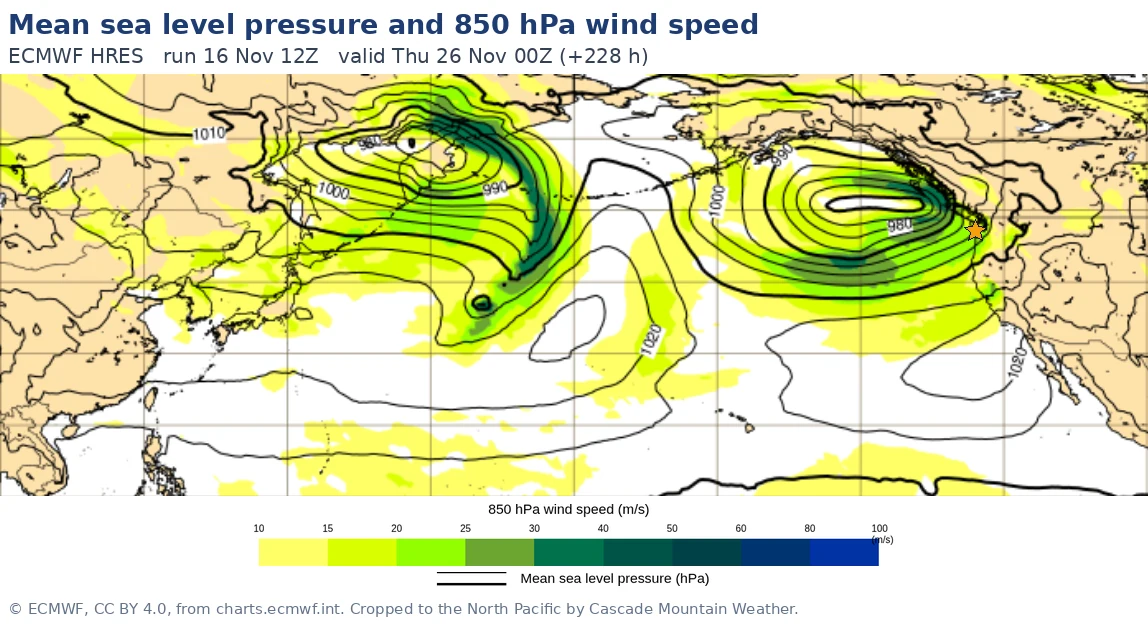 Mean sea level pressure and 850 hPa wind speed
ECMWF HRES run 16 Nov 12Z valid Thu 26 Nov 00Z (+228 h)
1010
980
990
990
1000
990
1000
980
1020
1020
850 hPa wind speed (m/s)
10 15 20 25 30 40 50 60 80 100
(m/s)
Mean sea level pressure (hPa)
© ECMWF, CC BY 4.0, from charts.ecmwf.int. Cropped to the North Pacific by Cascade Mountain Weather.